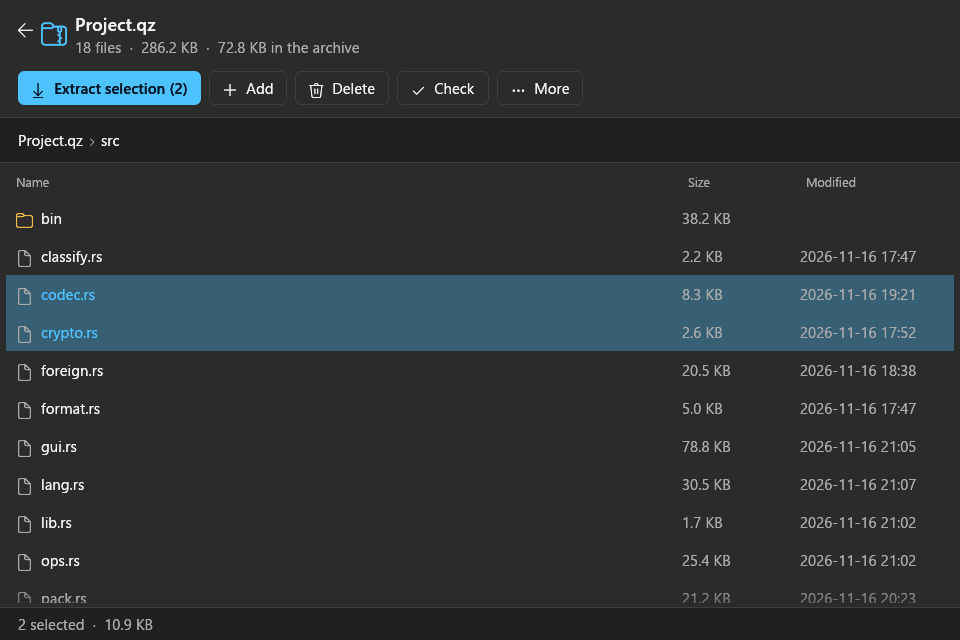 Project.qz
18 files · 286.2 KB · 72.8 KB in the archive
Extract selection (2) Add Delete Check More
Project.qz › src
Name Size Modified
bin 38.2 KB
classify.rs 2.2 KB 2026-11-16 17:47
codec.rs 8.3 KB 2026-11-16 19:21
crypto.rs 2.6 KB 2026-11-16 17:52
foreign.rs 20.5 KB 2026-11-16 18:38
format.rs 5.0 KB 2026-11-16 17:47
gui.rs 78.8 KB 2026-11-16 21:05
lang.rs 30.5 KB 2026-11-16 21:07
lib.rs 1.7 KB 2026-11-16 21:02
ops.rs 25.4 KB 2026-11-16 21:02
pack.rs 21.2 KB 2026-11-16 20:23
2 selected · 10.9 KB